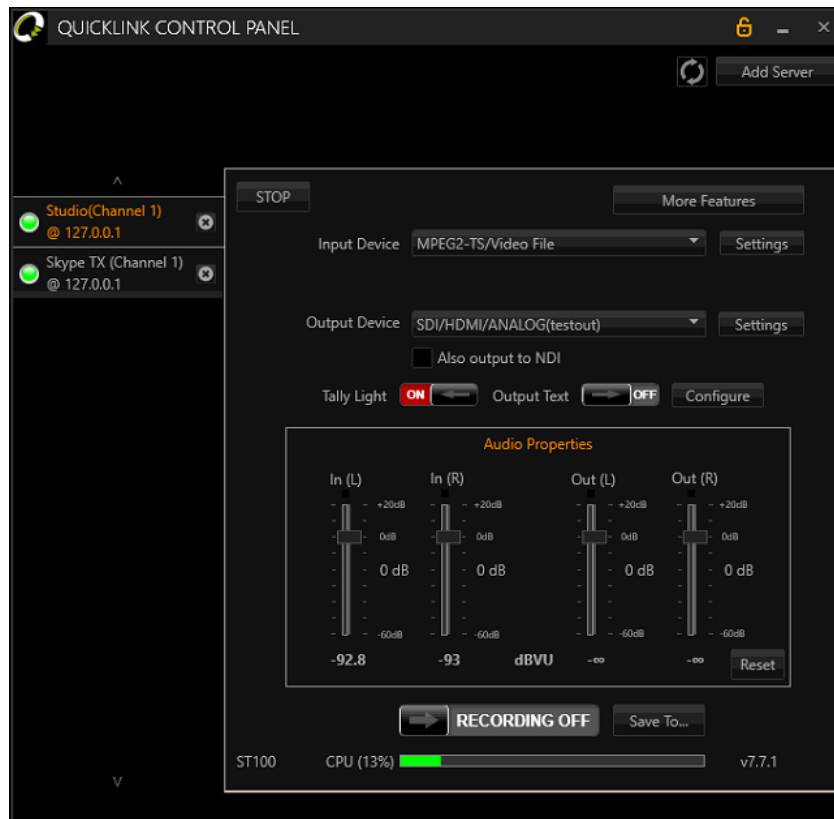 QUICKLINK CONTROL PANEL
Add Server
STOP
More Features
Studio(Channel 1)
@ 127.0.0.1
Skype TX (Channel 1)
@ 127.0.0.1
Input Device MPEG2-TS/Video File Settings
Output Device SDI/HDMI/ANALOG(testout) Settings
Also output to NDI
Tally Light ON Output Text OFF Configure
Audio Properties
In (L) In (R) Out (L) Out (R)
+20dB +20dB +20dB +20dB
0dB 0dB 0dB 0dB
0 dB 0 dB 0 dB 0 dB
-60dB -60dB -60dB -60dB
-92.8 -93 dBVU -∞ -∞ Reset
RECORDING OFF Save To...
ST100 CPU (13%) v7.7.1